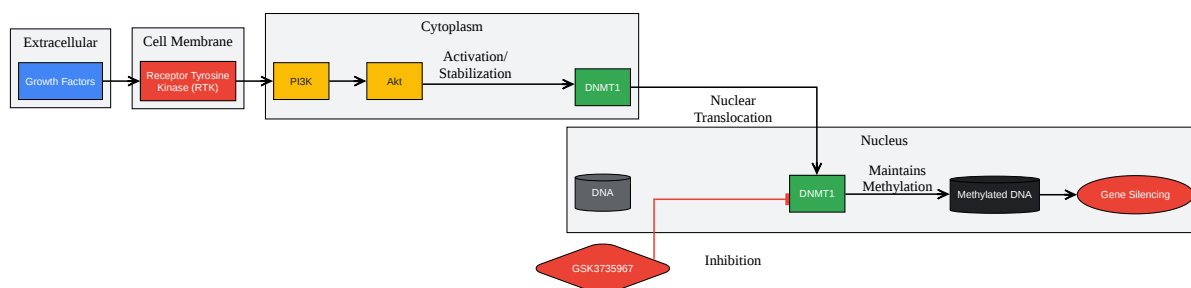 Extracellular
Growth Factors
Cell Membrane
Receptor Tyrosine
Kinase (RTK)
Cytoplasm
PI3K
Akt
Activation/
Stabilization
DNMT1
Nuclear
Translocation
Nucleus
DNA
DNMT1
Maintains
Methylation
Methylated DNA
Gene Silencing
GSK3735967
Inhibition